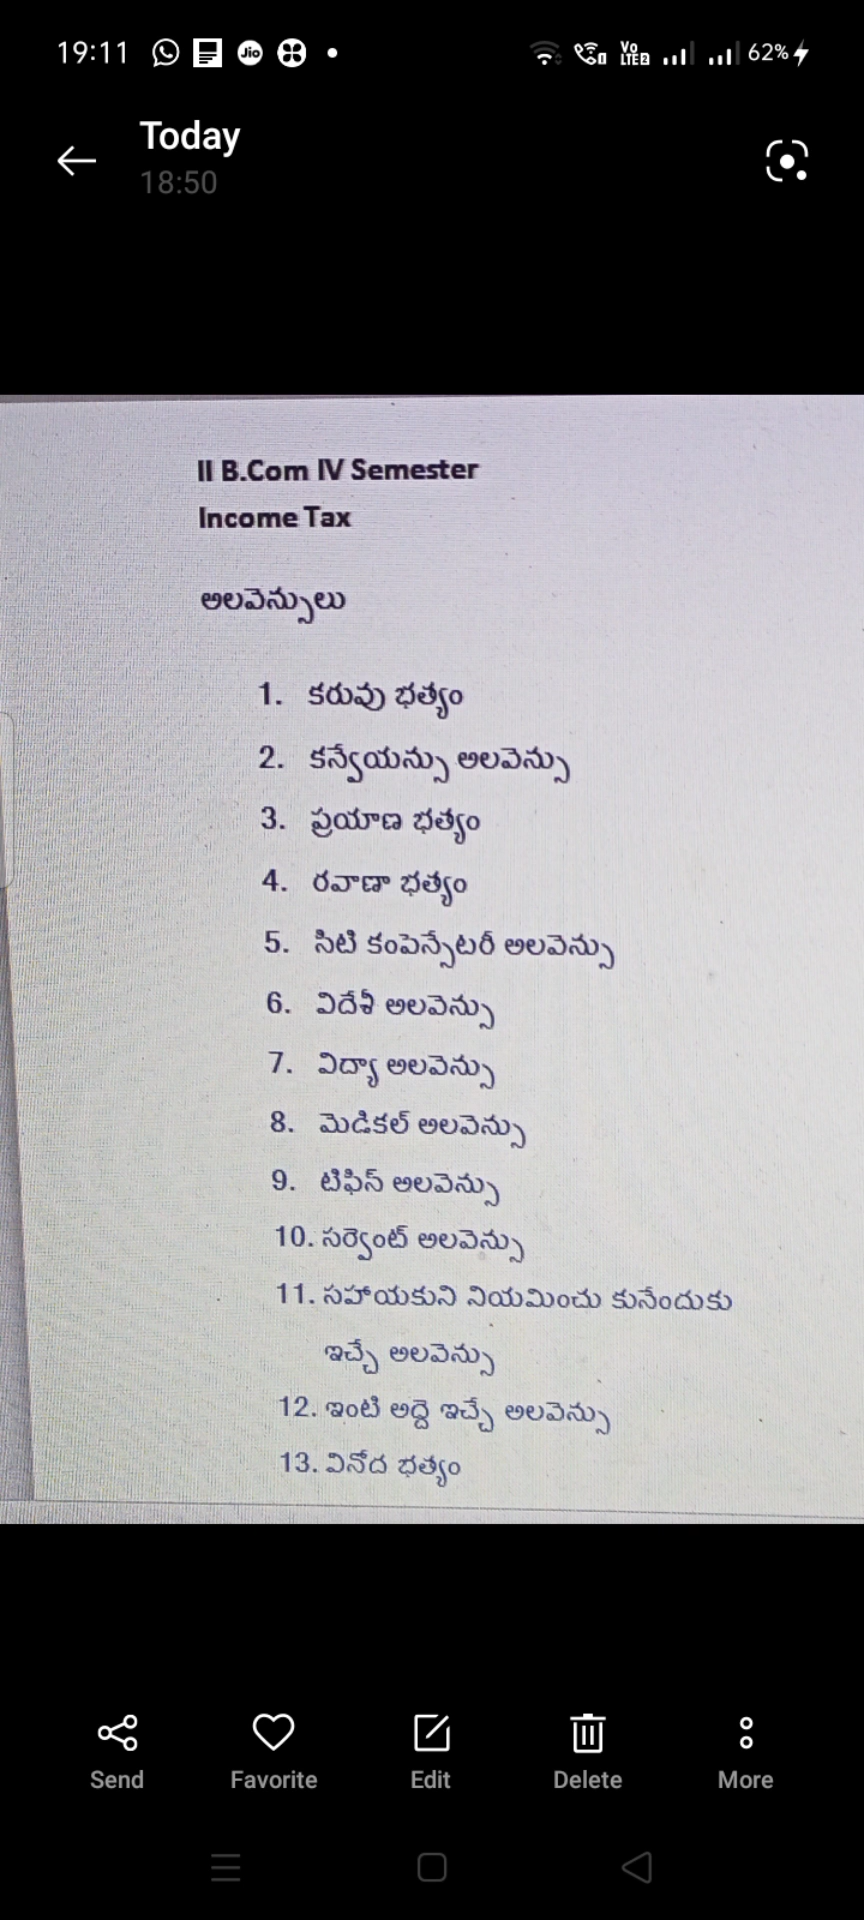 19:11 Jio Vo LTE2 62%
Today
18:50
II B.Com IV Semester
Income Tax
అలవెన్సులు
1. కరువు భత్యం
2. కన్వేయన్సు అలవెన్సు
3. ప్రయాణ భత్యం
4. రవాణా భత్యం
5. సిటి కంపెన్సేటరీ అలవెన్సు
6. విదేశీ అలవెన్సు
7. విద్యా అలవెన్సు
8. మెడికల్ అలవెన్సు
9. టిఫిన్ అలవెన్సు
10. సర్వెంట్ అలవెన్సు
11. సహాయకుని నియమించు కునేందుకు
ఇచ్చే అలవెన్సు
12. ఇంటి అద్దె ఇచ్చే అలవెన్సు
13. వినోద భత్యం
Send Favorite Edit Delete More